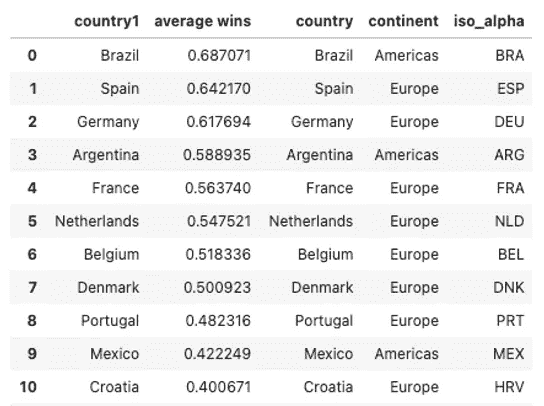 country1 average wins country continent iso_alpha
0 Brazil 0.687071 Brazil Americas BRA
1 Spain 0.642170 Spain Europe ESP
2 Germany 0.617694 Germany Europe DEU
3 Argentina 0.588935 Argentina Americas ARG
4 France 0.563740 France Europe FRA
5 Netherlands 0.547521 Netherlands Europe NLD
6 Belgium 0.518336 Belgium Europe BEL
7 Denmark 0.500923 Denmark Europe DNK
8 Portugal 0.482316 Portugal Europe PRT
9 Mexico 0.422249 Mexico Americas MEX
10 Croatia 0.400671 Croatia Europe HRV